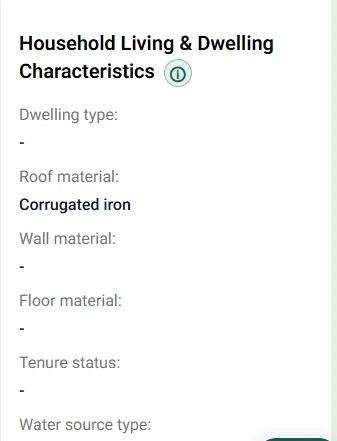 Household Living & Dwelling
Characteristics
Dwelling type:
-
Roof material:
Corrugated iron
Wall material:
-
Floor material:
-
Tenure status:
-
Water source type: